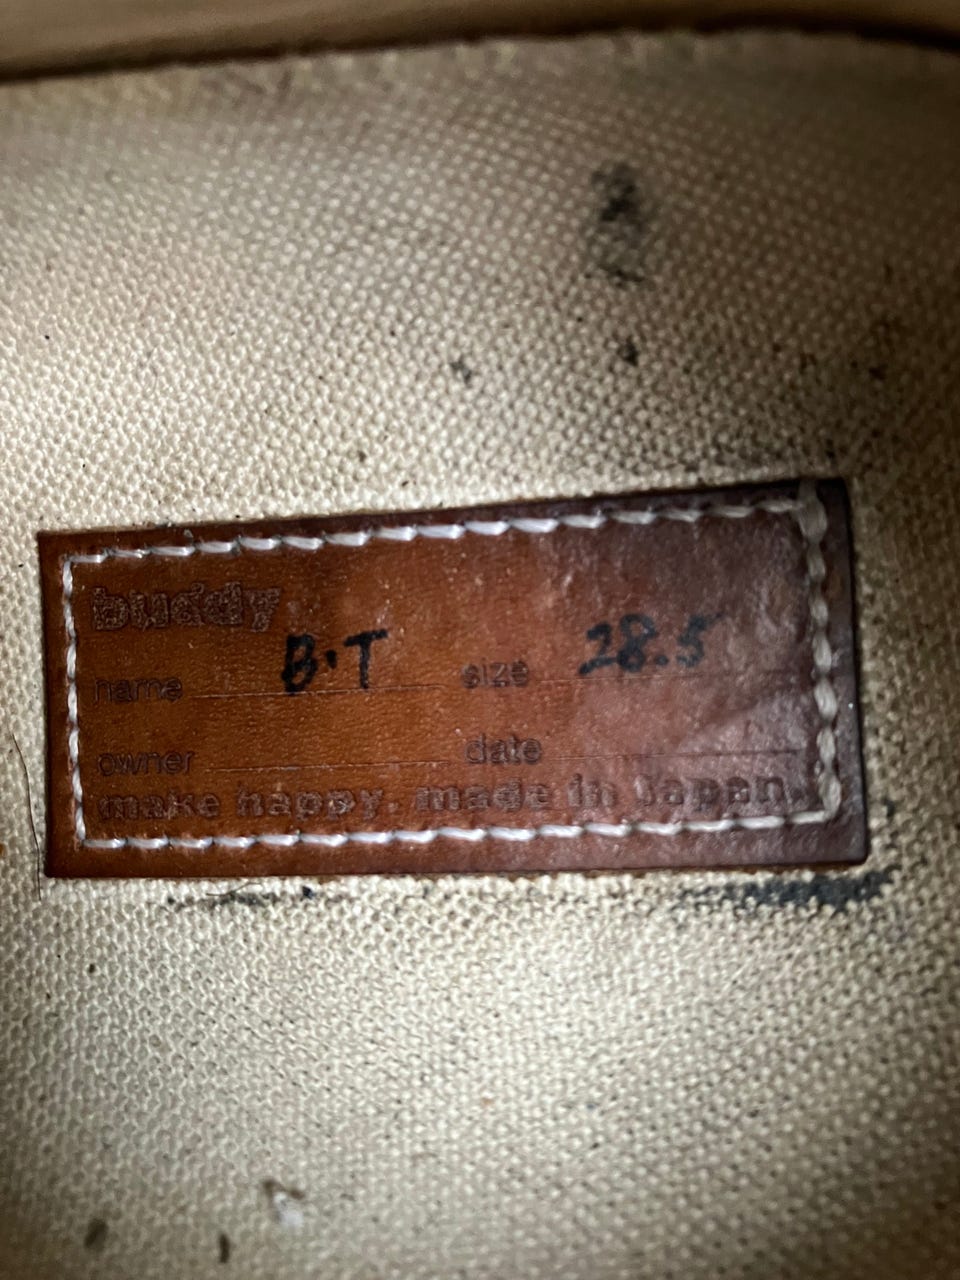 buddy
name B.T size 28.5
owner date
make happy. made in Japan.